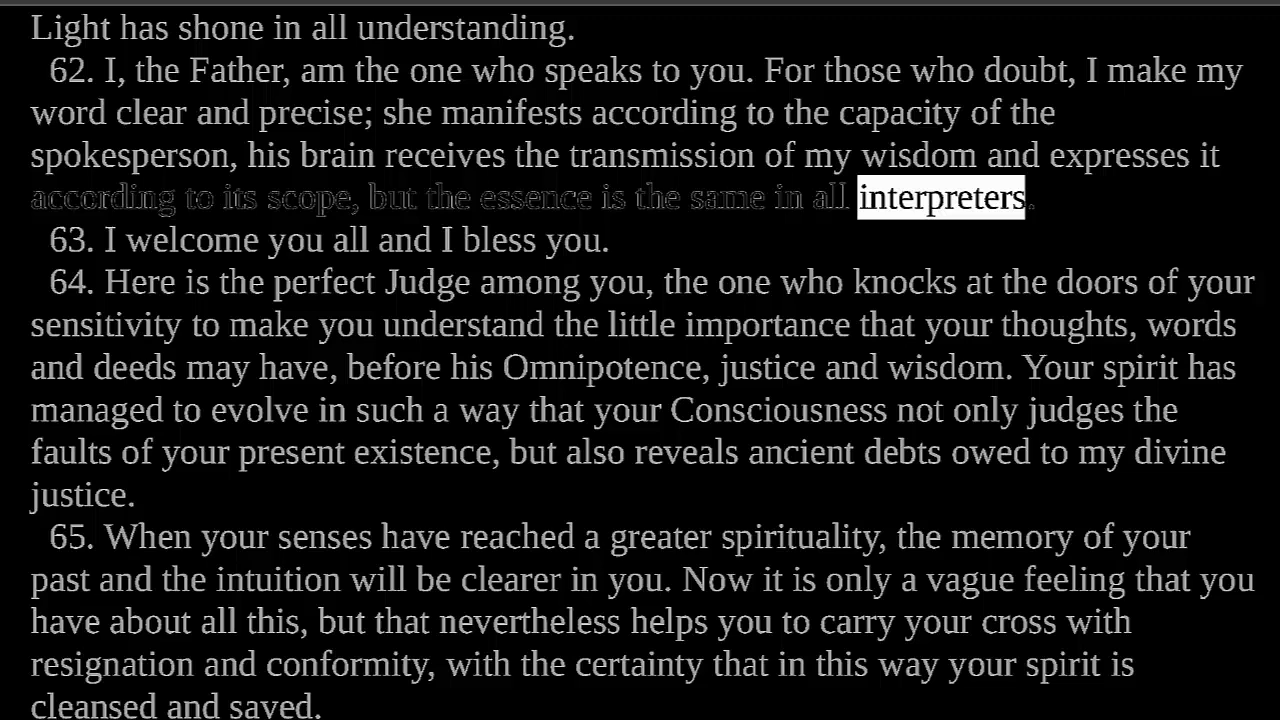 Light has shone in all understanding.
62. I, the Father, am the one who speaks to you. For those who doubt, I make my
word clear and precise; she manifests according to the capacity of the
spokesperson, his brain receives the transmission of my wisdom and expresses it
according to its scope, but the essence is the same in all interpreters.
63. I welcome you all and I bless you.
64. Here is the perfect Judge among you, the one who knocks at the doors of your
sensitivity to make you understand the little importance that your thoughts, words
and deeds may have, before his Omnipotence, justice and wisdom. Your spirit has
managed to evolve in such a way that your Consciousness not only judges the
faults of your present existence, but also reveals ancient debts owed to my divine
justice.
65. When your senses have reached a greater spirituality, the memory of your
past and the intuition will be clearer in you. Now it is only a vague feeling that you
have about all this, but that nevertheless helps you to carry your cross with
resignation and conformity, with the certainty that in this way your spirit is
cleansed and saved.